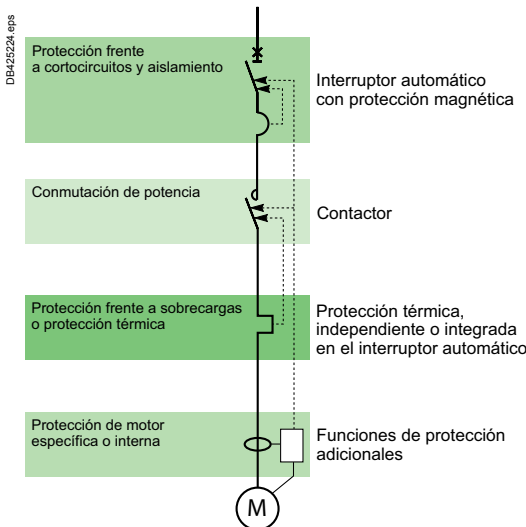 DB425224.eps
Protección frente
a cortocircuitos y aislamiento
Interruptor automático
con protección magnética
Conmutación de potencia
Contactor
Protección frente a sobrecargas
o protección térmica
Protección térmica,
independiente o integrada
en el interruptor automático
Protección de motor
específica o interna
Funciones de protección
adicionales
M